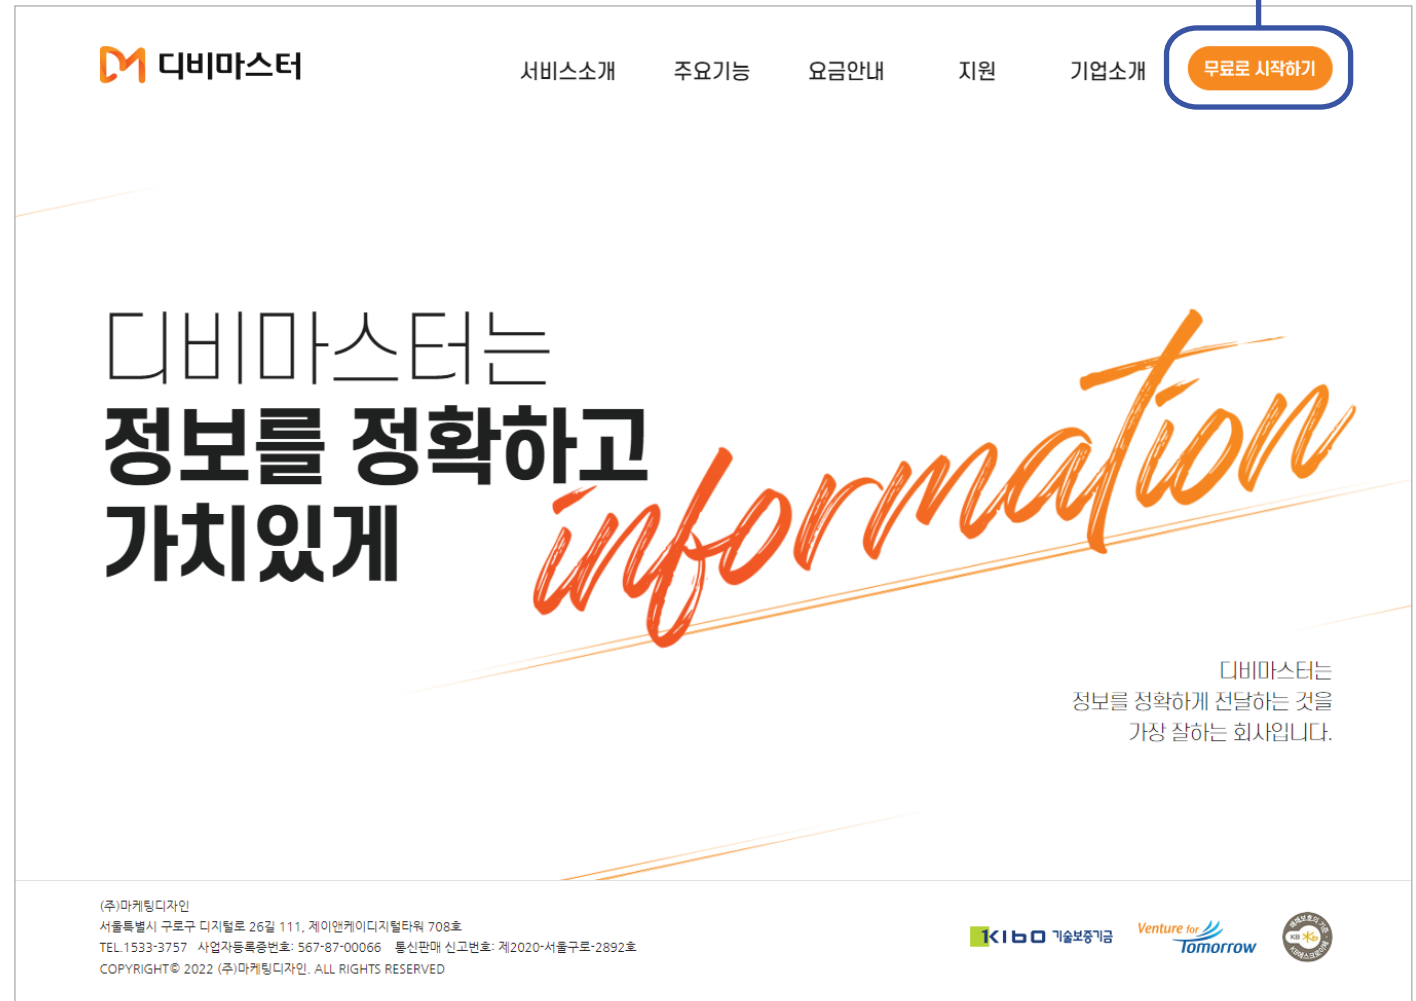 디비마스터
서비스소개 주요기능 요금안내 지원 기업소개 무료로 시작하기
디비마스터는
정보를 정확하고
가치있게
information
디비마스터는
정보를 정확하게 전달하는 것을
가장 잘하는 회사입니다.
(주)마케팅디자인
서울특별시 구로구 디지털로 26길 111, 제이앤케이디지털타워 708호
TEL.1533-3757 사업자등록증번호: 567-87-00066 통신판매 신고번호: 제2020-서울구로-2892호
COPYRIGHT© 2022 (주)마케팅디자인. ALL RIGHTS RESERVED
KIBO 기술보증기금
Venture for
Tomorrow
KB
KB에스크로이체